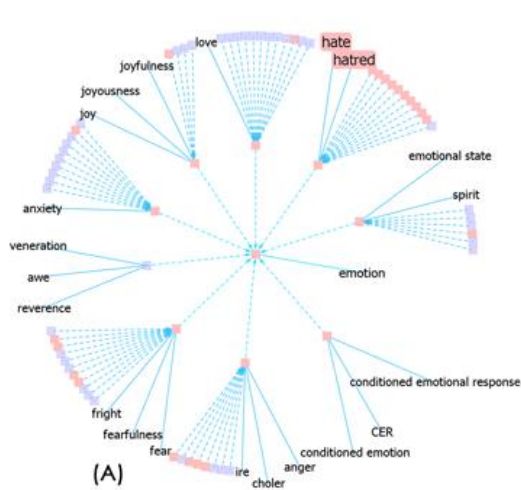 love
hate
hatred
joyfulness
joyousness
joy
emotional state
spirit
anxiety
veneration
awe
reverence
emotion
conditioned emotional response
CER
conditioned emotion
fright
fearfulness
fear
ire
choler
anger
(A)